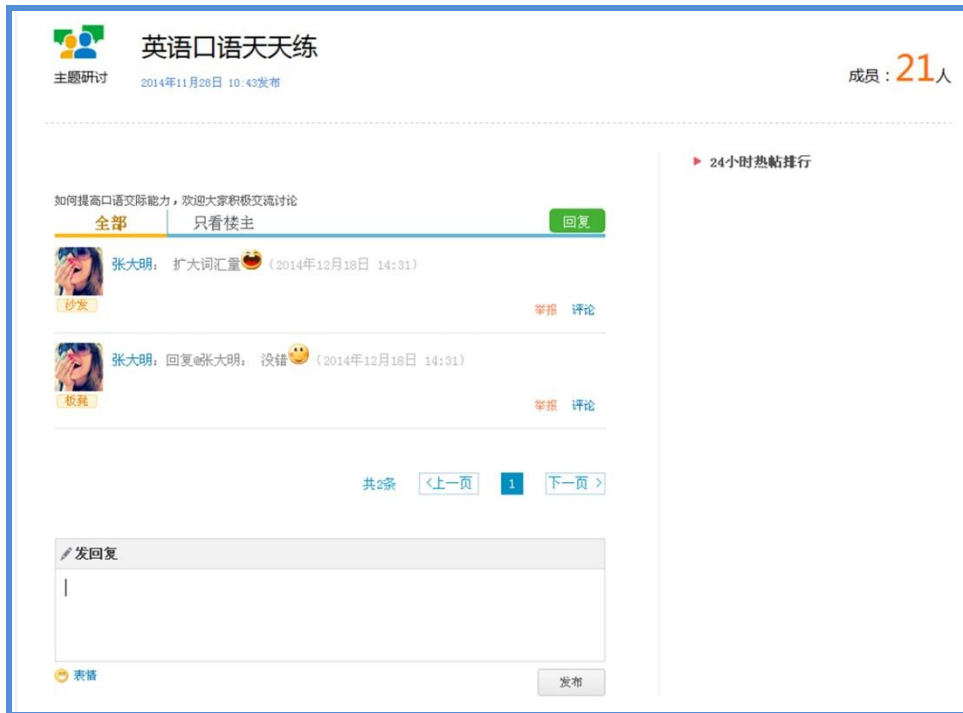 英语口语天天练
主题研讨
2014年11月28日 10:43发布
成员：21人
24小时热帖排行
如何提高口语交际能力，欢迎大家积极交流讨论
全部 只看楼主 回复
张大明： 扩大词汇量（2014年12月18日 14:31）
沙发
举报 评论
张大明：回复@张大明： 没错（2014年12月18日 14:31）
板凳
举报 评论
共2条 <上一页 1 下一页 >
发回复
表情
发布